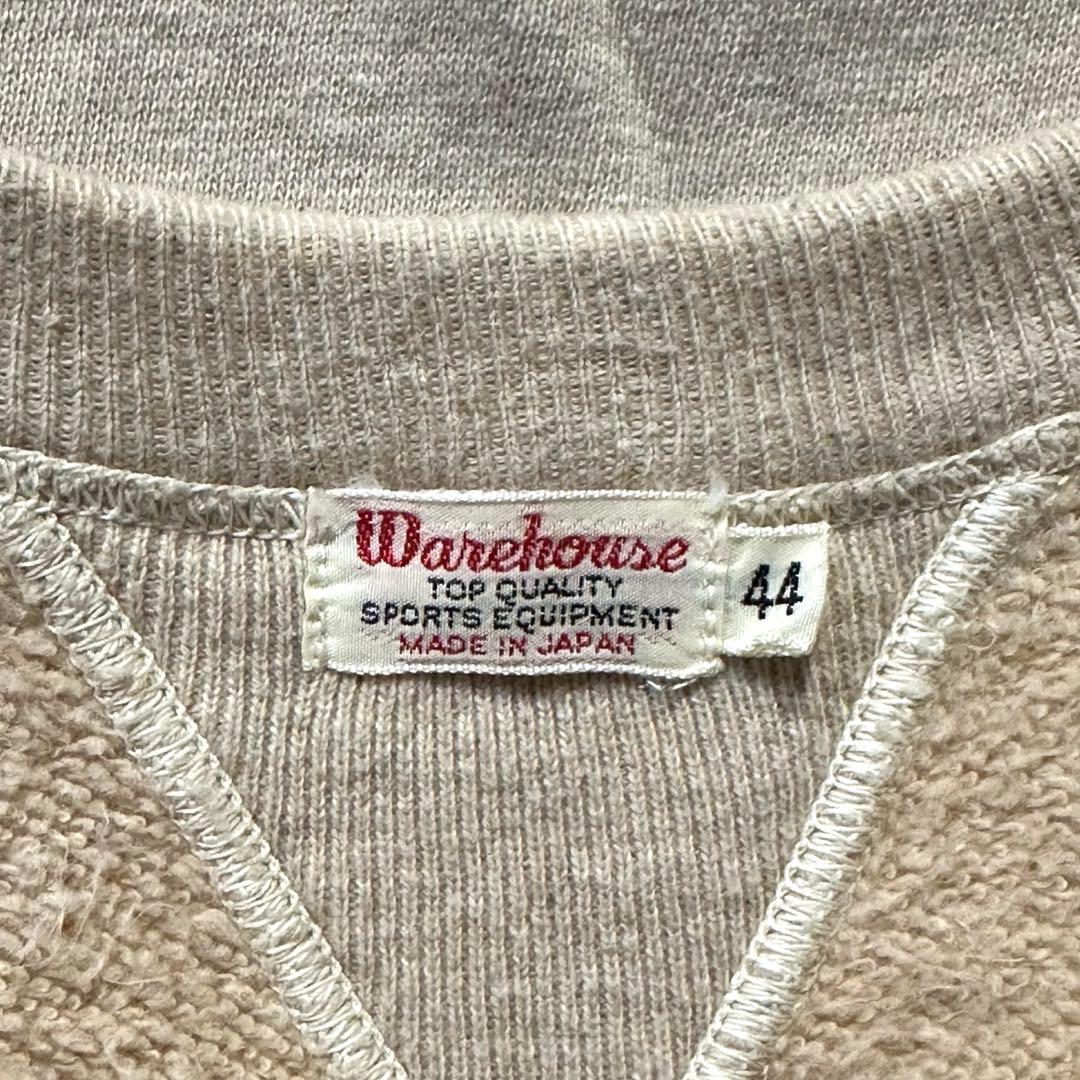 Warehouse
TOP QUALITY
SPORTS EQUIPMENT
MADE IN JAPAN
44